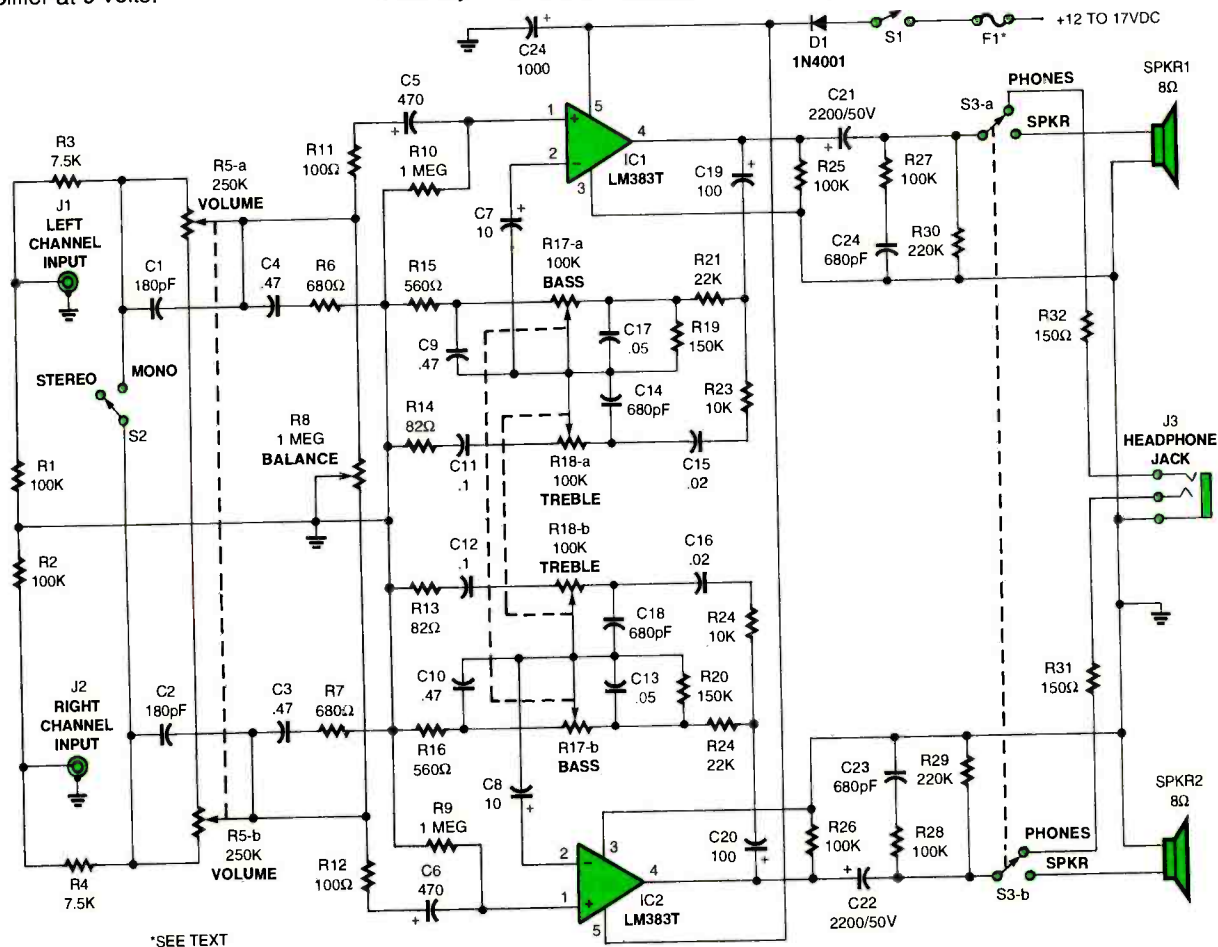 +12 TO 17VDC
C24
1000
D1
1N4001
S1
F1*
C5
470
1
+
5
4
2
−
3
IC1
LM383T
C21
2200/50V
S3-a
PHONES
SPKR
SPKR1
8Ω
R3
7.5K
R5-a
250K
VOLUME
R11
100Ω
R10
1 MEG
C19
100
R25
100K
R27
100K
J1
LEFT
CHANNEL
INPUT
C7
10
R17-a
100K
BASS
C24
680pF
R30
220K
C1
180pF
C4
.47
R6
680Ω
R15
560Ω
R21
22K
C9
.47
C17
.05
R19
150K
R32
150Ω
STEREO
MONO
S2
C14
680pF
R23
10K
R8
1 MEG
BALANCE
R14
82Ω
C11
.1
R18-a
100K
TREBLE
C15
.02
J3
HEADPHONE
JACK
R1
100K
R2
100K
C12
.1
R18-b
100K
TREBLE
C16
.02
R13
82Ω
C18
680pF
R24
10K
J2
RIGHT
CHANNEL
INPUT
C2
180pF
C3
.47
R7
680Ω
C10
.47
C13
.05
R20
150K
R31
150Ω
R16
560Ω
R17-b
BASS
R24
22K
C8
10
C23
680pF
R29
220K
SPKR2
8Ω
R4
7.5K
R5-b
250K
VOLUME
R9
1 MEG
R12
100Ω
C6
470
2
−
3
4
1
+
5
IC2
LM383T
C20
100
R26
100K
R28
100K
C22
2200/50V
PHONES
SPKR
S3-b
*SEE TEXT